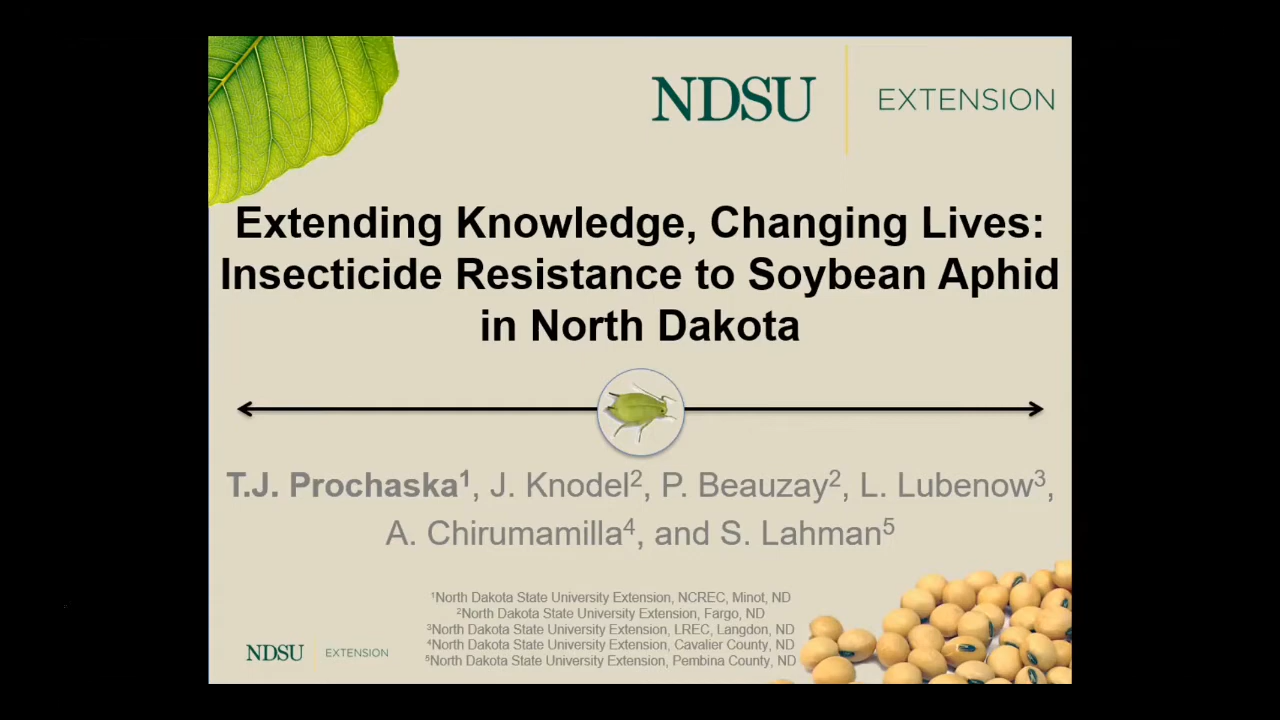 NDSU EXTENSION
Extending Knowledge, Changing Lives:
Insecticide Resistance to Soybean Aphid
in North Dakota
T.J. Prochaska¹, J. Knodel², P. Beauzay², L. Lubenow³,
A. Chirumamilla⁴, and S. Lahman⁵
¹North Dakota State University Extension, NCREC, Minot, ND
²North Dakota State University Extension, Fargo, ND
³North Dakota State University Extension, LREC, Langdon, ND
⁴North Dakota State University Extension, Cavalier County, ND
⁵North Dakota State University Extension, Pembina County, ND
NDSU EXTENSION